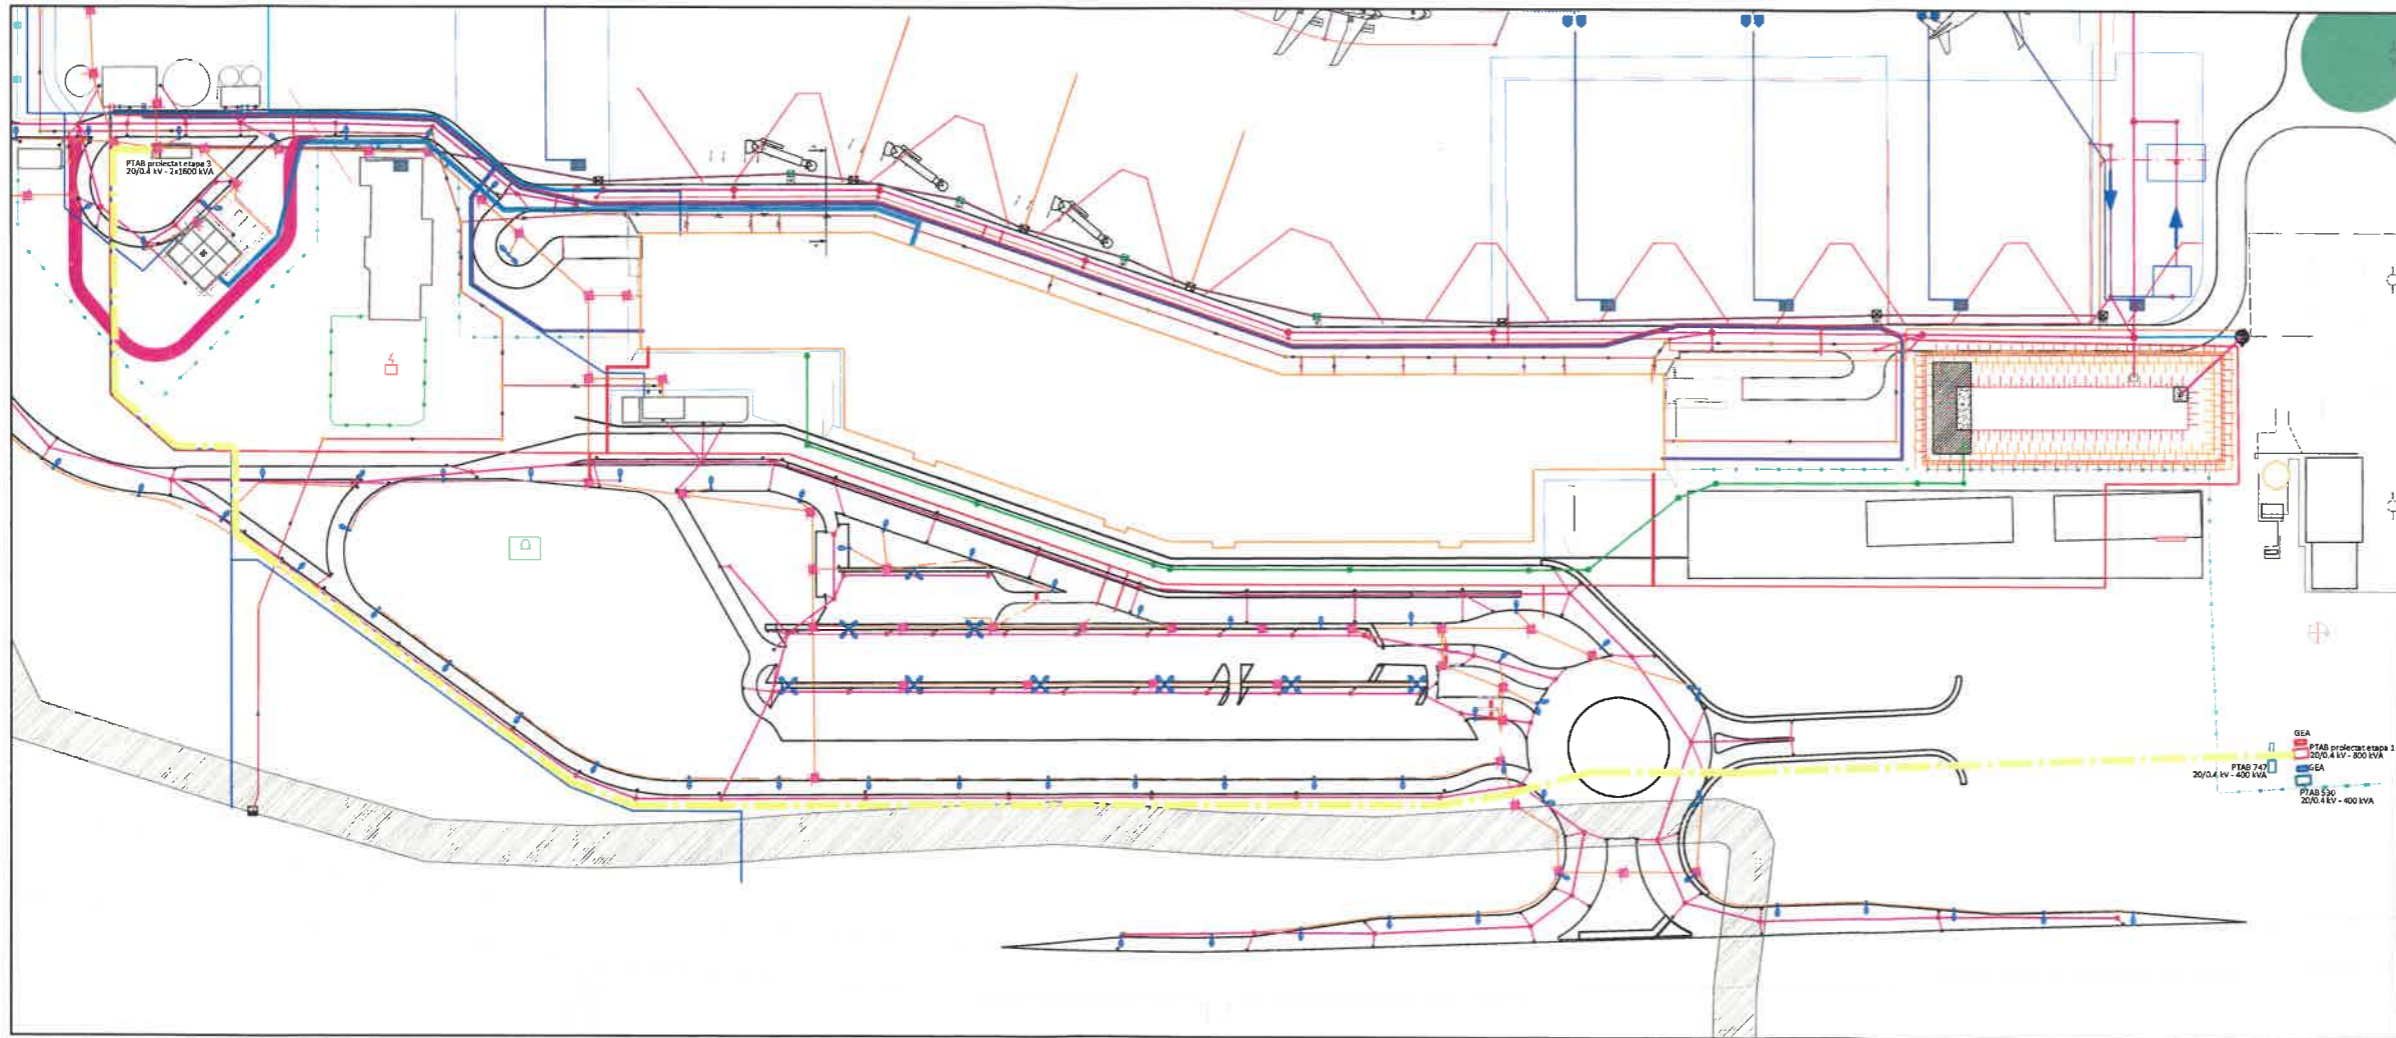 PTAB proiectat etapa 3
20/0.4 kV - 2x1600 kVA
GEA
PTAB proiectat etapa 1
20/0.4 kV - 800 kVA
PTAB 747
20/0.4 kV - 400 kVA
GEA
PTAB 530
20/0.4 kV - 400 kVA